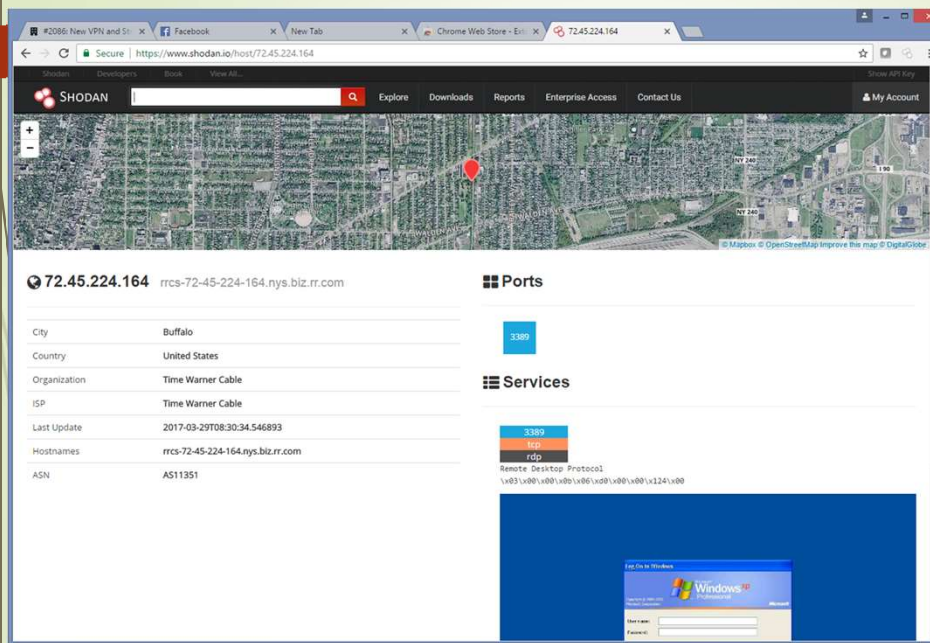 #2086: New VPN and St
Facebook
New Tab
Chrome Web Store - Ext
72.45.224.164
Secure https://www.shodan.io/host/72.45.224.164
Shodan Developers Book View All...
Show API Key
SHODAN
Explore Downloads Reports Enterprise Access Contact Us
My Account
+
-
NY 240
I 90
NY 240
WALDEN AVE
© Mapbox © OpenStreetMap Improve this map © DigitalGlobe
72.45.224.164 rrcs-72-45-224-164.nys.biz.rr.com
City Buffalo
Country United States
Organization Time Warner Cable
ISP Time Warner Cable
Last Update 2017-03-29T08:30:34.546893
Hostnames rrcs-72-45-224-164.nys.biz.rr.com
ASN AS11351
Ports
3389
Services
3389
tcp
rdp
Remote Desktop Protocol
\x03\x00\x00\x0b\x06\xd0\x00\x00\x124\x00
Log On to Windows
Microsoft
Windows xp
Professional
Microsoft
User name:
Password: